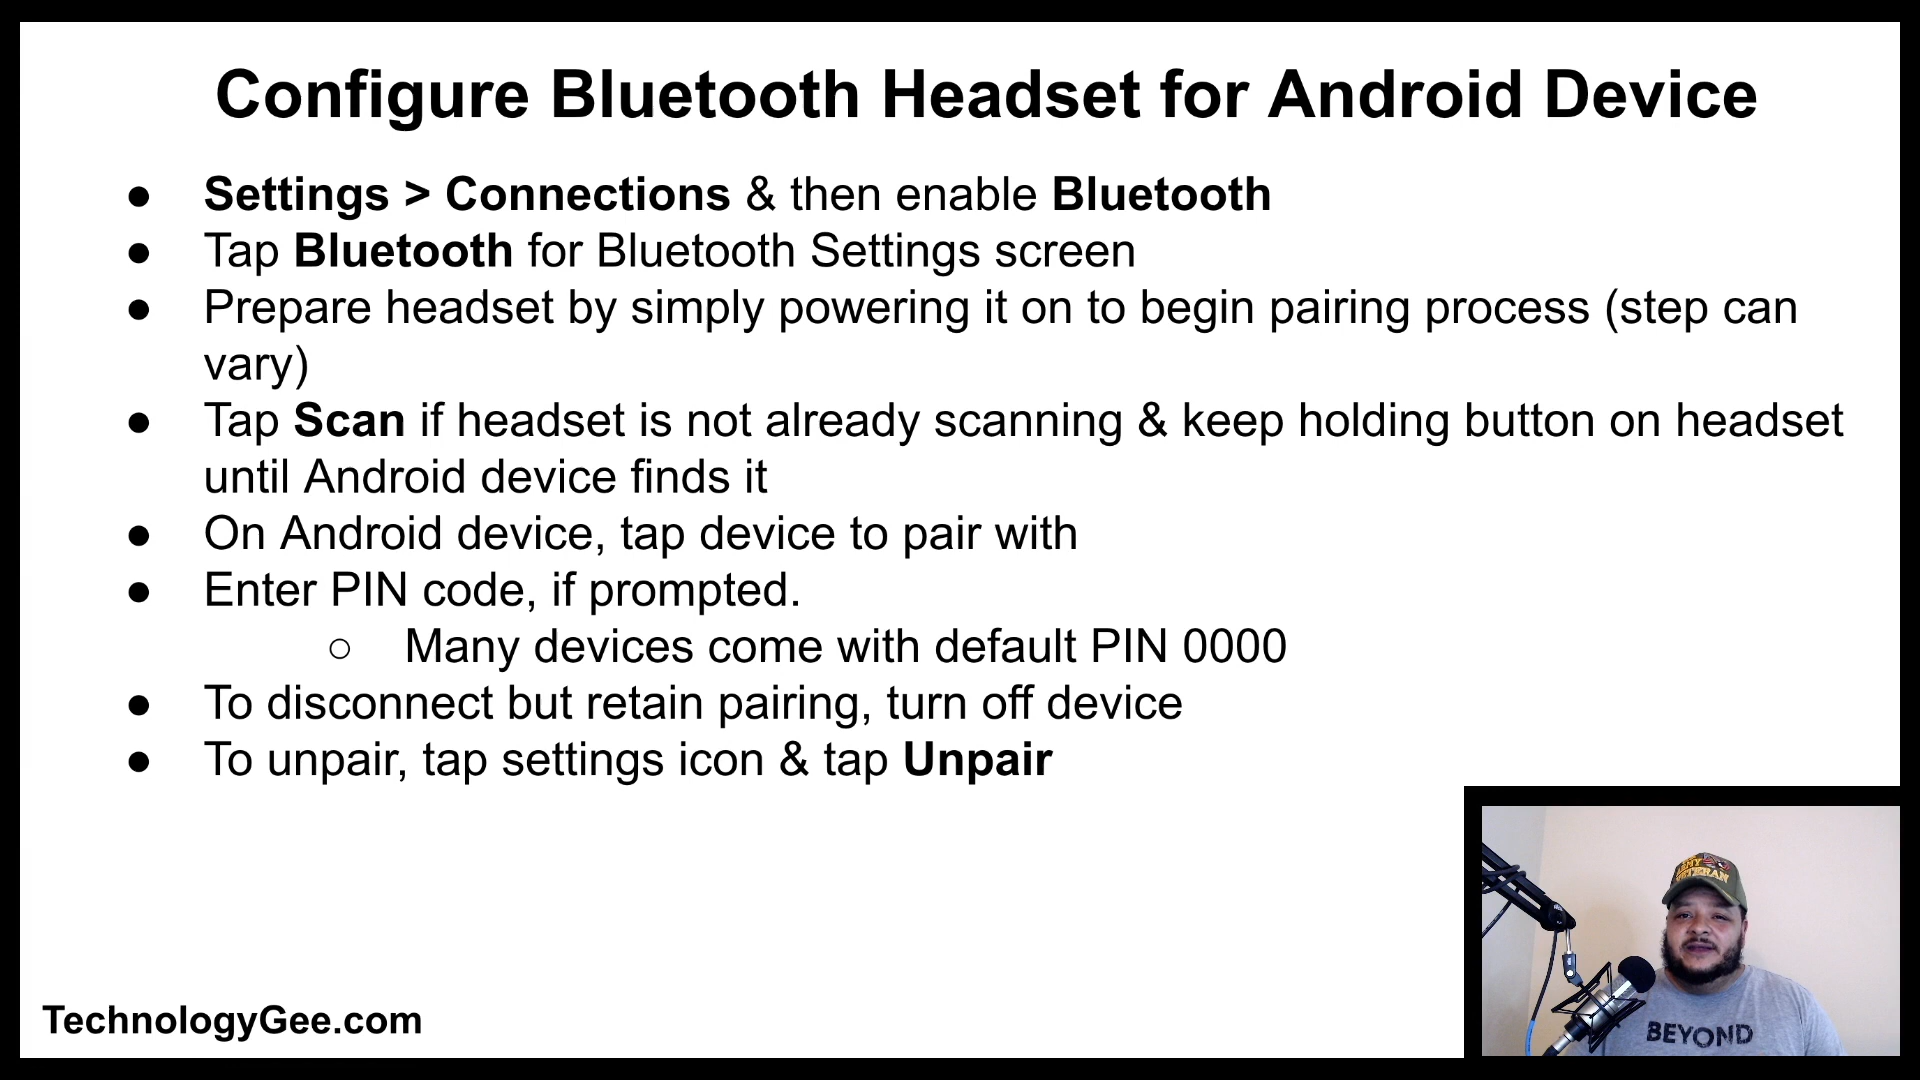 Configure Bluetooth Headset for Android Device
● Settings > Connections & then enable Bluetooth
● Tap Bluetooth for Bluetooth Settings screen
● Prepare headset by simply powering it on to begin pairing process (step can
vary)
● Tap Scan if headset is not already scanning & keep holding button on headset
until Android device finds it
● On Android device, tap device to pair with
● Enter PIN code, if prompted.
○ Many devices come with default PIN 0000
● To disconnect but retain pairing, turn off device
● To unpair, tap settings icon & tap Unpair
ARMY
VETERAN
BEYOND
TechnologyGee.com